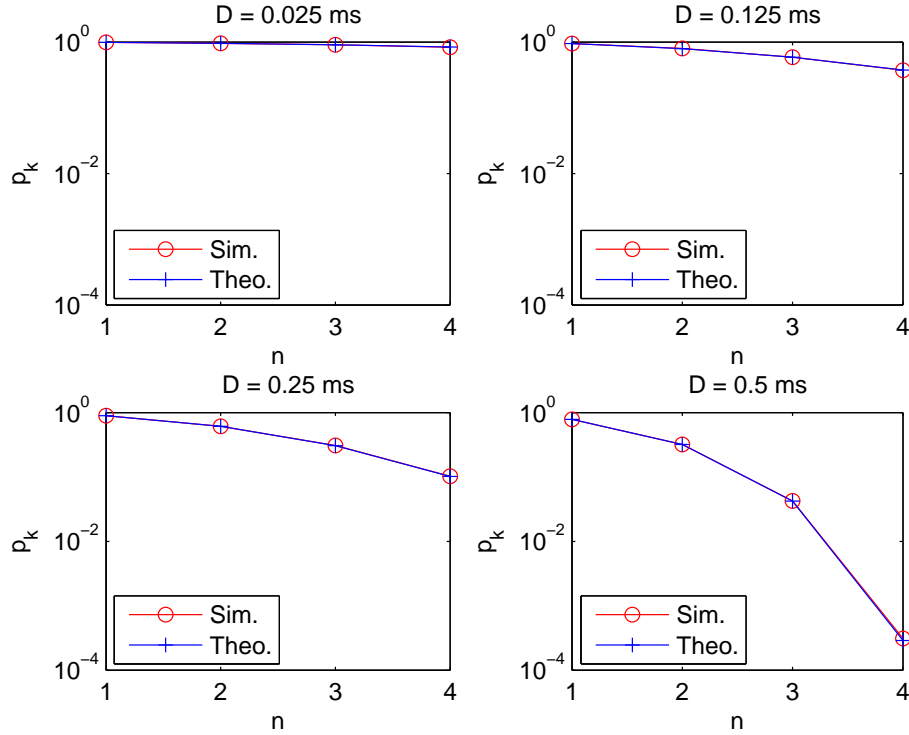 D = 0.025 ms
10^0
10^-2
10^-4
p_k
1 2 3 4
n
Sim.
Theo.
D = 0.125 ms
10^0
10^-2
10^-4
p_k
1 2 3 4
n
Sim.
Theo.
D = 0.25 ms
10^0
10^-2
10^-4
p_k
1 2 3 4
n
Sim.
Theo.
D = 0.5 ms
10^0
10^-2
10^-4
p_k
1 2 3 4
n
Sim.
Theo.